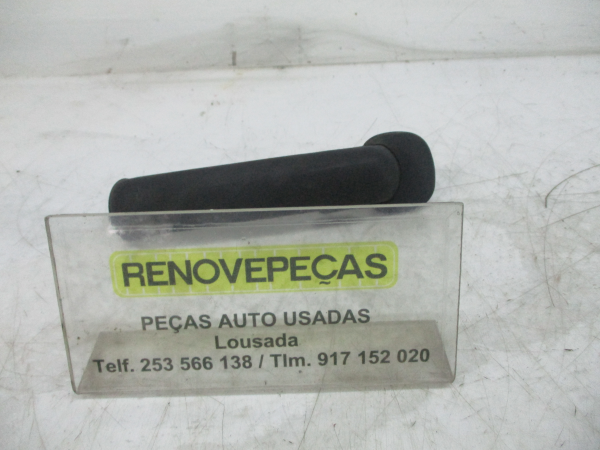 RENOVEPEÇAS
PEÇAS AUTO USADAS
Lousada
Telf. 253 566 138 / Tlm. 917 152 020